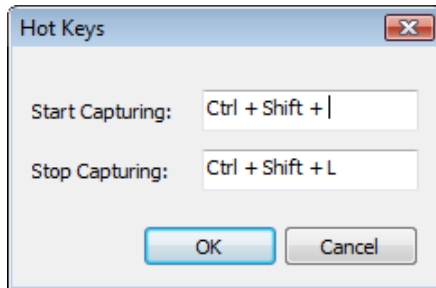 Hot Keys
Start Capturing: Ctrl + Shift +
Stop Capturing: Ctrl + Shift + L
OK Cancel